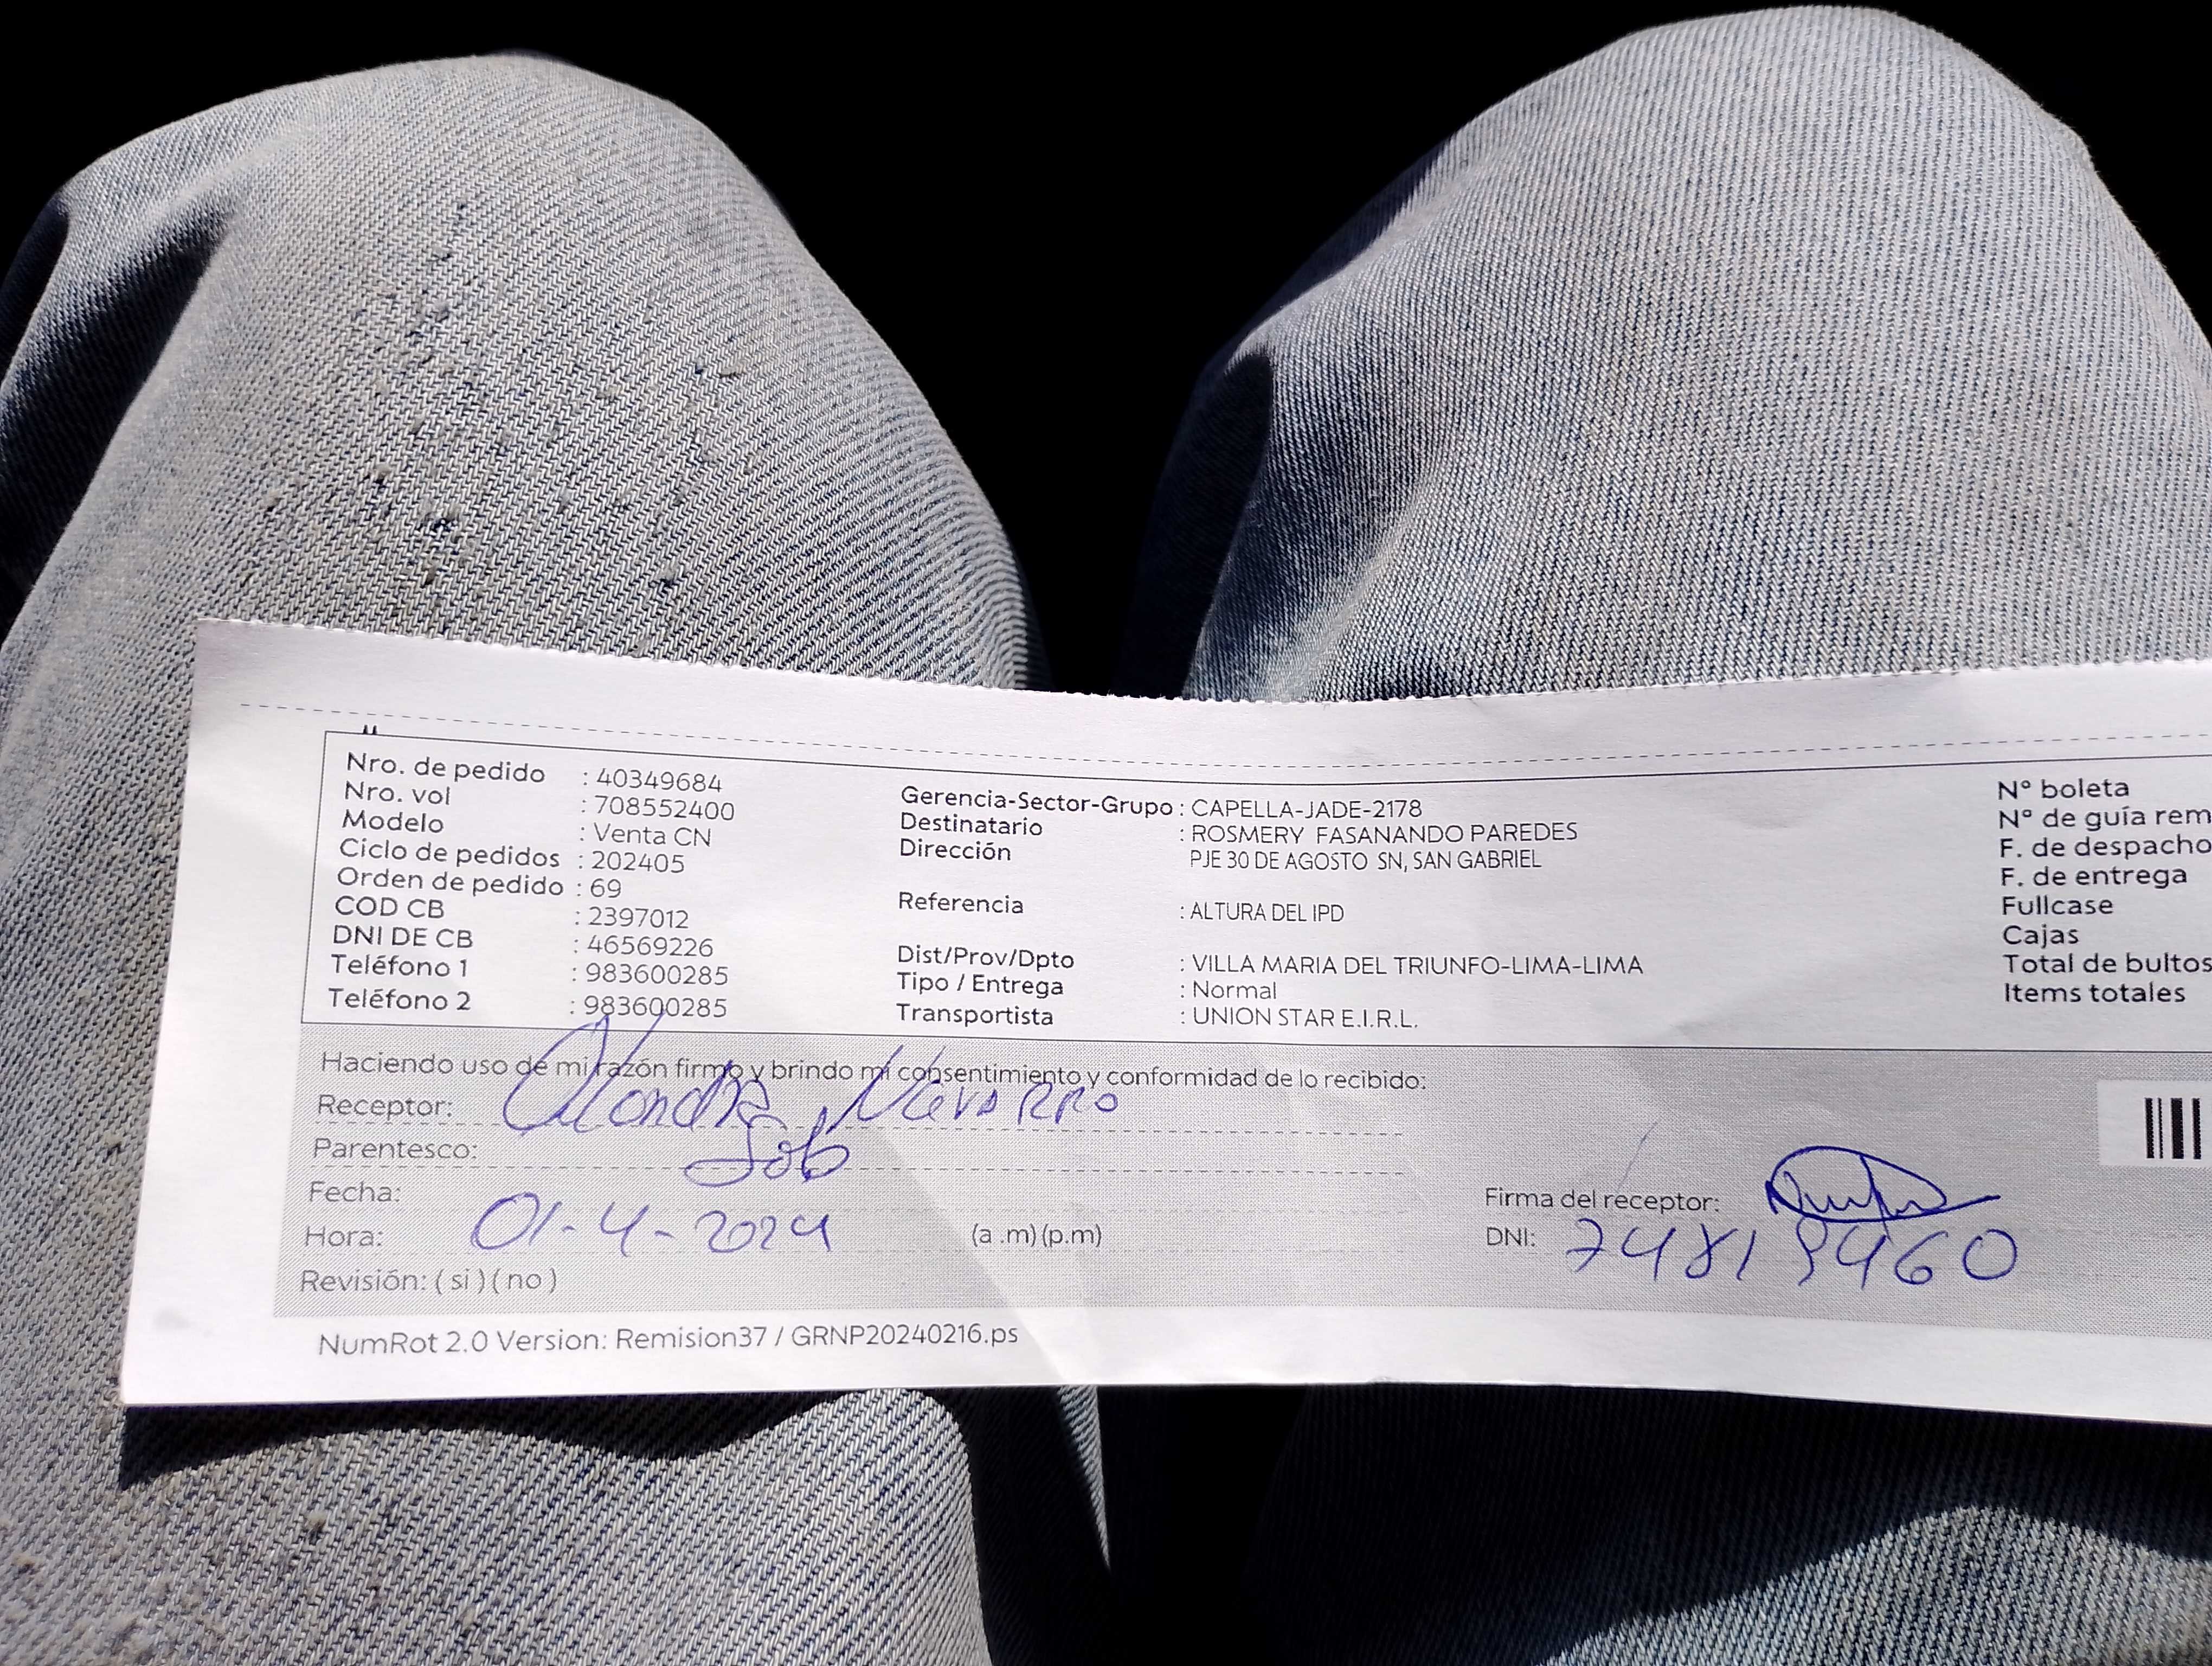 Nro. de pedido : 40349684
Nro. vol : 708552400
Modelo : Venta CN
Ciclo de pedidos : 202405
Orden de pedido : 69
COD CB : 2397012
DNI DE CB : 46569226
Teléfono 1 : 983600285
Teléfono 2 : 983600285
Gerencia-Sector-Grupo : CAPELLA-JADE-2178
Destinatario : ROSMERY FASANANDO PAREDES
Dirección PJE 30 DE AGOSTO SN, SAN GABRIEL
Referencia : ALTURA DEL IPD
Dist/Prov/Dpto : VILLA MARIA DEL TRIUNFO-LIMA-LIMA
Tipo / Entrega : Normal
Transportista : UNION STAR E.I.R.L.
Nº boleta
Nº de guía rem
F. de despacho
F. de entrega
Fullcase
Cajas
Total de bultos
Items totales
Haciendo uso de mi razón firmo y brindo mi consentimiento y conformidad de lo recibido:
Receptor: Navarro
Parentesco: Sob
Fecha:
Hora: 01-4-2024 (a .m) (p.m)
Revisión: ( si ) ( no )
Firma del receptor:
DNI:
NumRot 2.0 Version: Remision37 / GRNP20240216.ps